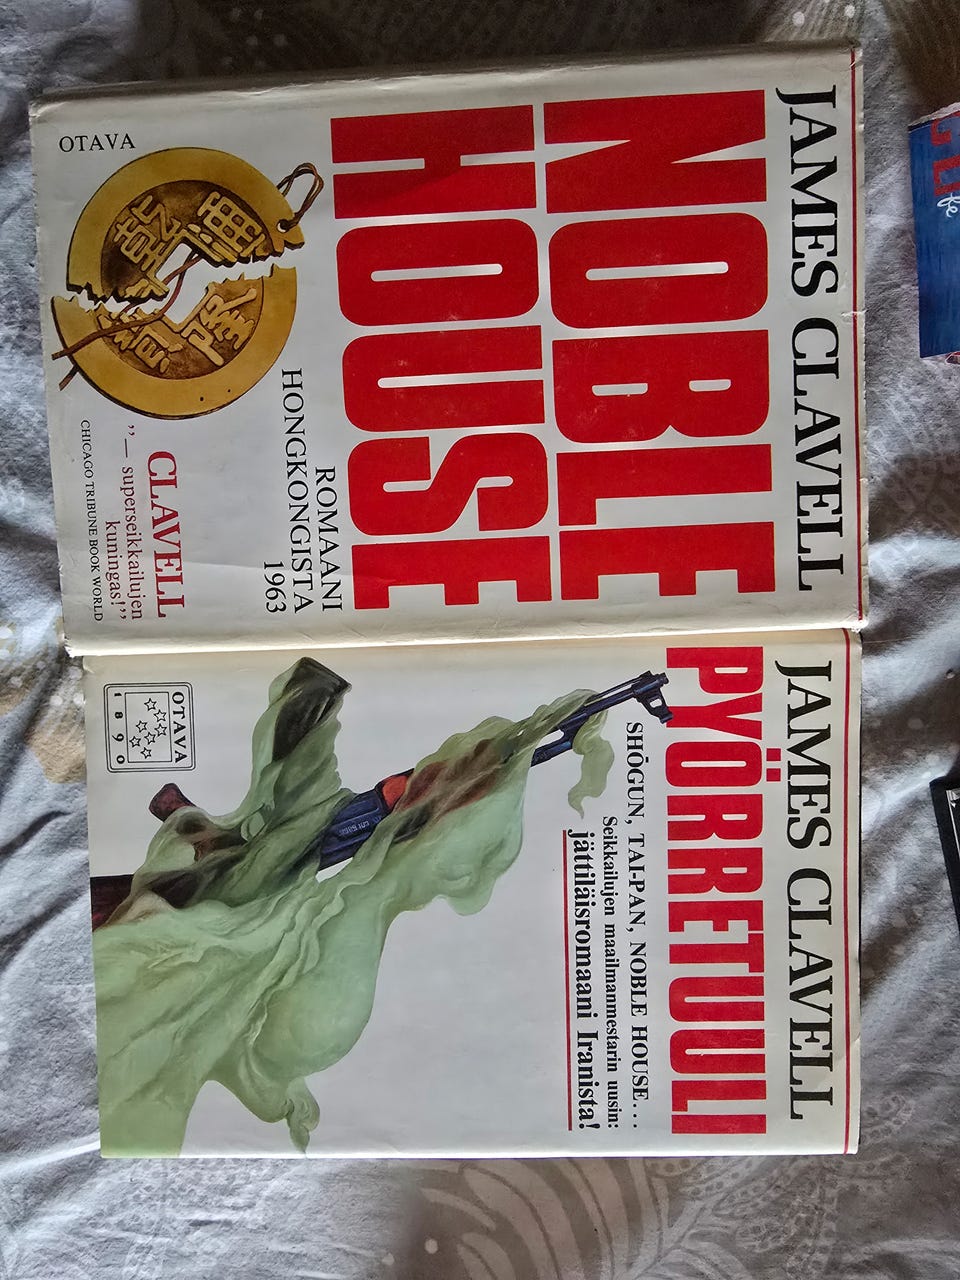 JAMES CLAVELL
NOBLE
HOUSE
ROMAANI
HONGKONGISTA
1963
CLAVELL
”— superseikkailujen
kuningas!”
CHICAGO TRIBUNE BOOK WORLD
OTAVA
JAMES CLAVELL
PYÖRRETUULI
SHŌGUN, TAI-PAN, NOBLE HOUSE...
Seikkailujen maailmanmestarin uusin:
jättiläisromaani Iranista!
OTAVA
1890